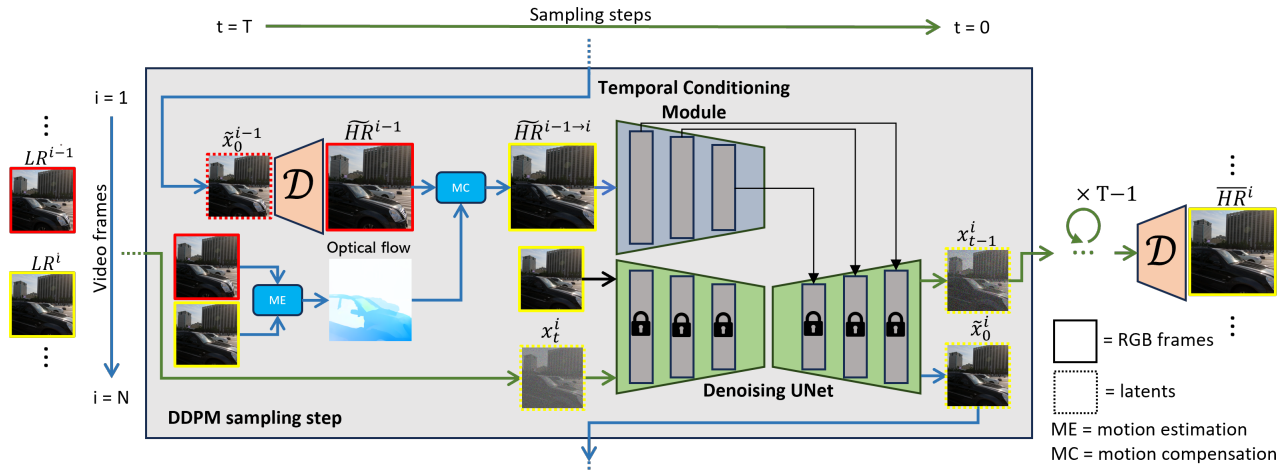 Sampling steps
t = T
t = 0
i = 1
Video frames
i = N
⋮
LR^{i-1}
LR^{i}
⋮
Temporal Conditioning
Module
x̃_0^{i-1}
𝒟
H͠R^{i-1}
MC
H͠R^{i-1→i}
Optical flow
ME
x_t^i
Denoising UNet
x_{t-1}^i
x̃_0^i
DDPM sampling step
× T−1
...
𝒟
⋮
\overline{HR}^i
⋮
= RGB frames
= latents
ME = motion estimation
MC = motion compensation